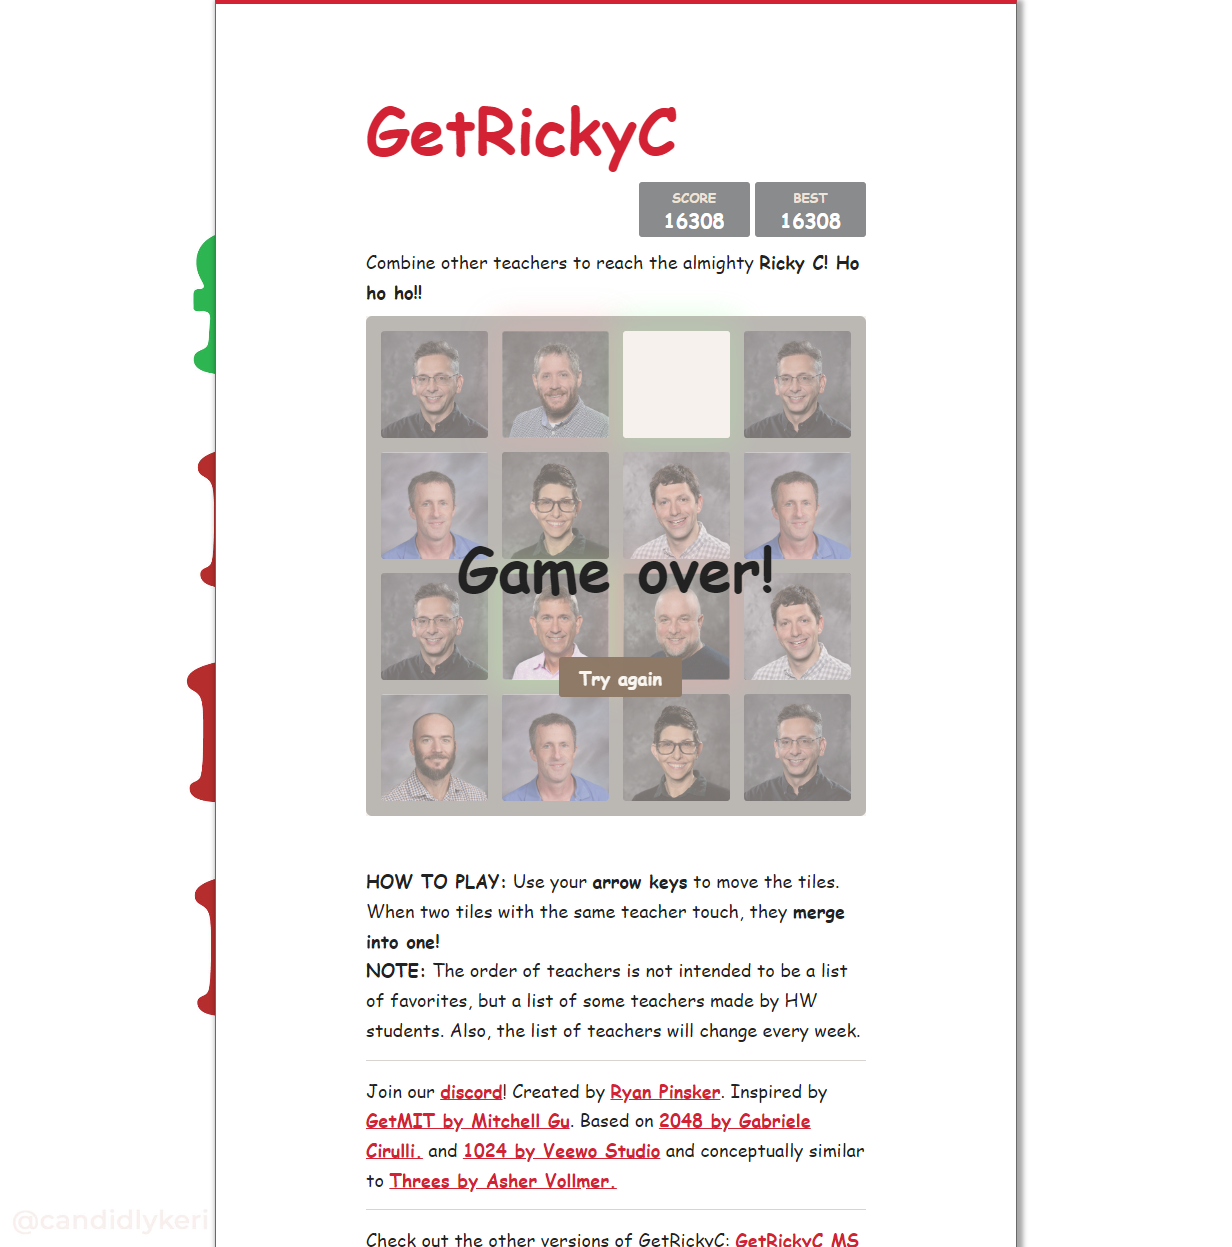 GetRickyC
SCORE
16308
BEST
16308
Combine other teachers to reach the almighty Ricky C! Ho
ho ho!!
Game over!
Try again
HOW TO PLAY: Use your arrow keys to move the tiles.
When two tiles with the same teacher touch, they merge
into one!
NOTE: The order of teachers is not intended to be a list
of favorites, but a list of some teachers made by HW
students. Also, the list of teachers will change every week.
Join our discord! Created by Ryan Pinsker. Inspired by
GetMIT by Mitchell Gu. Based on 2048 by Gabriele
Cirulli. and 1024 by Veewo Studio and conceptually similar
to Threes by Asher Vollmer.
@candidlykeri
Check out the other versions of GetRickyC: GetRickyC MS